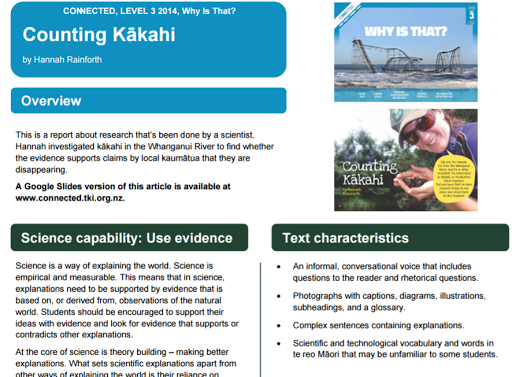 CONNECTED, LEVEL 3 2014, Why Is That?
Counting Kākahi
by Hannah Rainforth
Overview
This is a report about research that's been done by a scientist.
Hannah investigated kākahi in the Whanganui River to find whether
the evidence supports claims by local kaumātua that they are
disappearing.
A Google Slides version of this article is available at
www.connected.tki.org.nz.
WHY IS THAT?
3
Counting
Kākahi
Science capability: Use evidence
Science is a way of explaining the world. Science is
empirical and measurable. This means that in science,
explanations need to be supported by evidence that is
based on, or derived from, observations of the natural
world. Students should be encouraged to support their
ideas with evidence and look for evidence that supports or
contradicts other explanations.
At the core of science is theory building – making better
explanations. What sets scientific explanations apart from
other ways of explaining the world is their reliance on
Text characteristics
• An informal, conversational voice that includes
questions to the reader and rhetorical questions.
• Photographs with captions, diagrams, illustrations,
subheadings, and a glossary.
• Complex sentences containing explanations.
• Scientific and technological vocabulary and words in
te reo Māori that may be unfamiliar to some students.